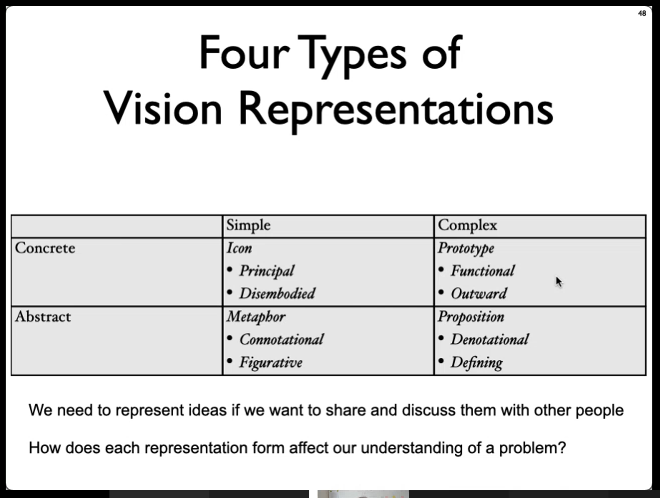 48
Four Types of
Vision Representations
Simple Complex
Concrete Icon Prototype
• Principal • Functional
• Disembodied • Outward
Abstract Metaphor Proposition
• Connotational • Denotational
• Figurative • Defining
We need to represent ideas if we want to share and discuss them with other people
How does each representation form affect our understanding of a problem?